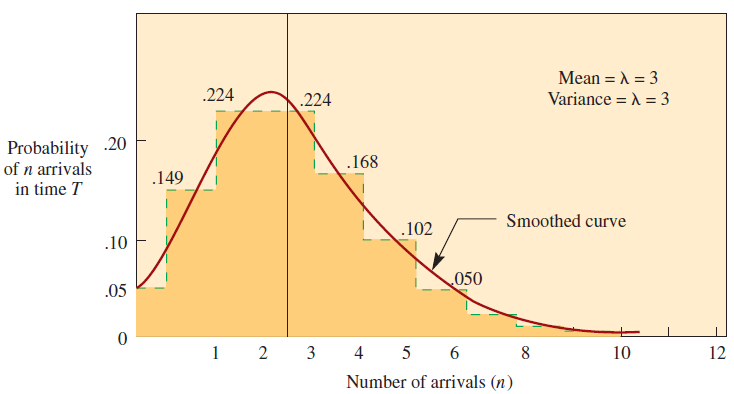 Mean = λ = 3
Variance = λ = 3
.224
.224
Probability
of n arrivals
in time T
.20
.168
.149
.102
Smoothed curve
.10
.050
.05
0
1 2 3 4 5 6 8 10 12
Number of arrivals (n)